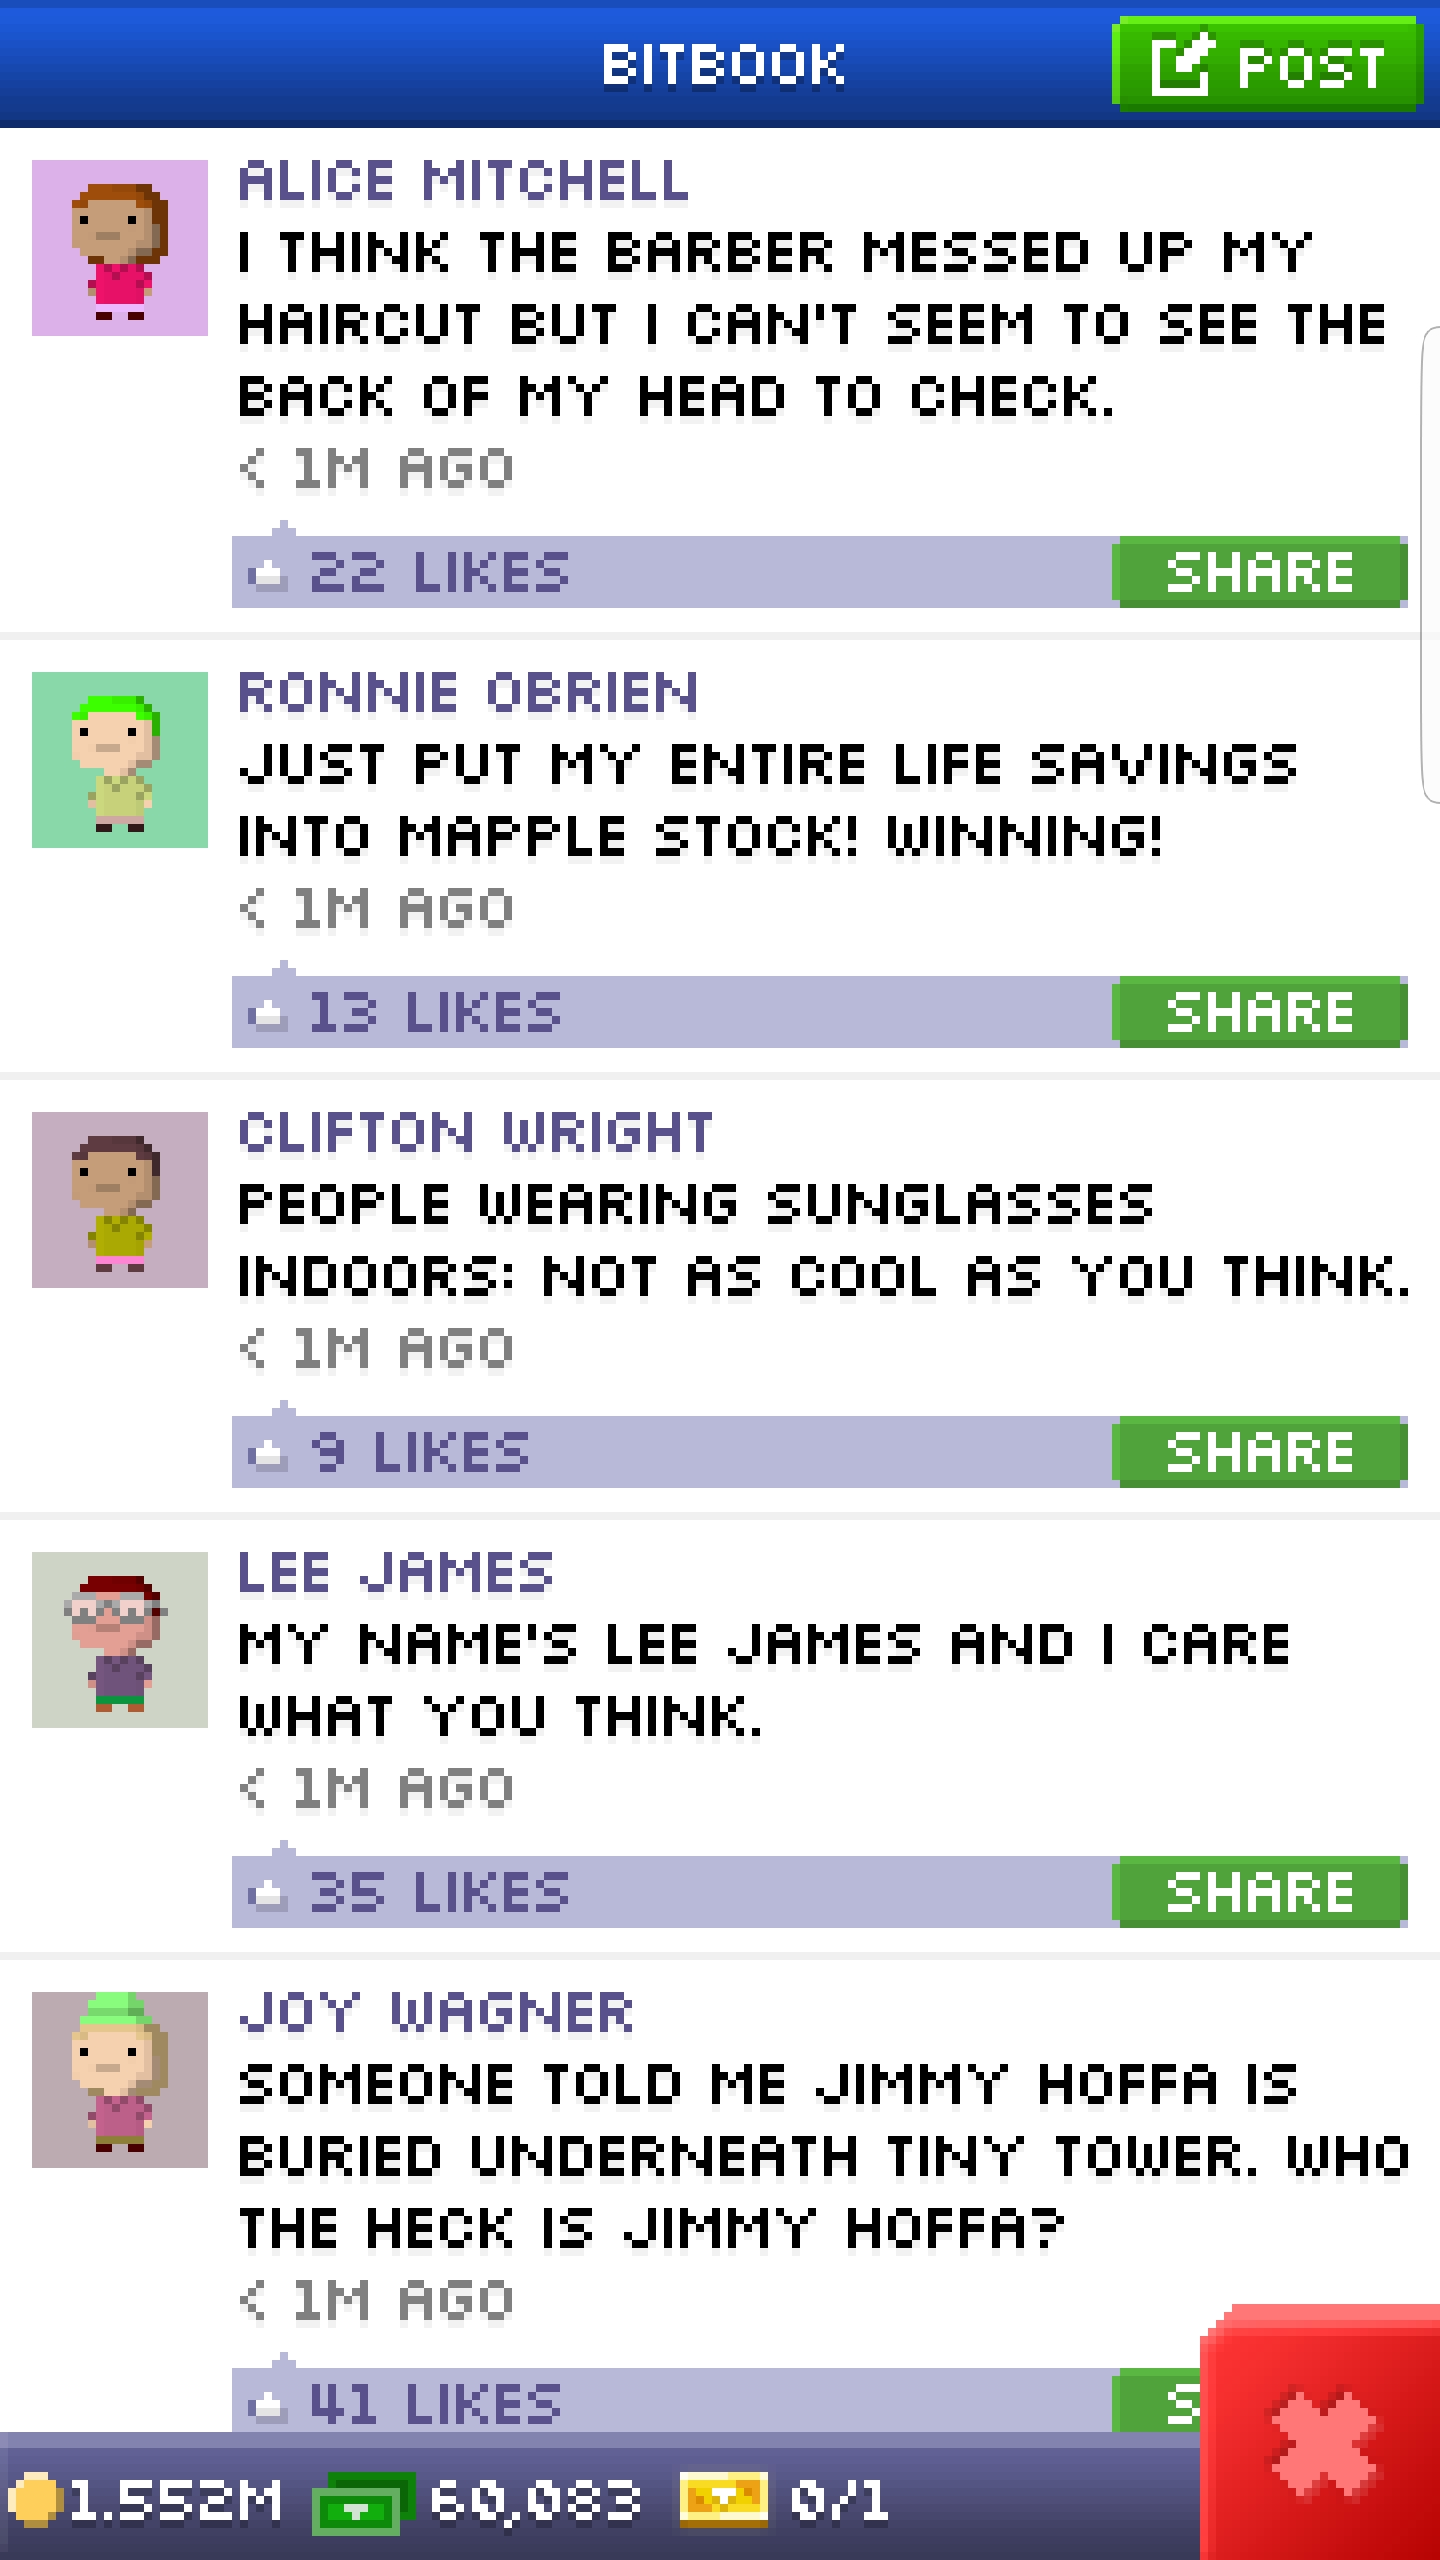 BITBOOK
POST
ALICE MITCHELL
I THINK THE BARBER MESSED UP MY
HAIRCUT BUT I CAN'T SEEM TO SEE THE
BACK OF MY HEAD TO CHECK.
< 1M AGO
22 LIKES
SHARE
RONNIE OBRIEN
JUST PUT MY ENTIRE LIFE SAVINGS
INTO MAPPLE STOCK! WINNING!
< 1M AGO
13 LIKES
SHARE
CLIFTON WRIGHT
PEOPLE WEARING SUNGLASSES
INDOORS: NOT AS COOL AS YOU THINK.
< 1M AGO
9 LIKES
SHARE
LEE JAMES
MY NAME'S LEE JAMES AND I CARE
WHAT YOU THINK.
< 1M AGO
35 LIKES
SHARE
JOY WAGNER
SOMEONE TOLD ME JIMMY HOFFA IS
BURIED UNDERNEATH TINY TOWER. WHO
THE HECK IS JIMMY HOFFA?
< 1M AGO
41 LIKES
S
1.552M
60,083
0/1